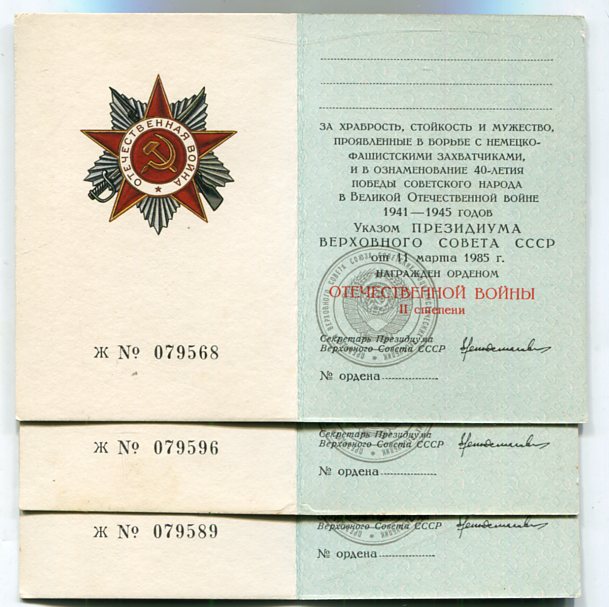 ОТЕЧЕСТВЕННАЯ ВОЙНА
Ж № 079568
ЗА ХРАБРОСТЬ, СТОЙКОСТЬ И МУЖЕСТВО,
ПРОЯВЛЕННЫЕ В БОРЬБЕ С НЕМЕЦКО-
ФАШИСТСКИМИ ЗАХВАТЧИКАМИ,
И В ОЗНАМЕНОВАНИЕ 40-ЛЕТИЯ
ПОБЕДЫ СОВЕТСКОГО НАРОДА
В ВЕЛИКОЙ ОТЕЧЕСТВЕННОЙ ВОЙНЕ
1941—1945 ГОДОВ
УКАЗОМ ПРЕЗИДИУМА
ВЕРХОВНОГО СОВЕТА СССР
от 11 марта 1985 г.
НАГРАЖДЕН ОРДЕНОМ
ОТЕЧЕСТВЕННОЙ ВОЙНЫ
II степени
Секретарь Президиума
Верховного Совета СССР
№ ордена
Ж № 079596
Секретарь Президиума
Верховного Совета СССР
№ ордена
Ж № 079589
Верховного Совета СССР
№ ордена